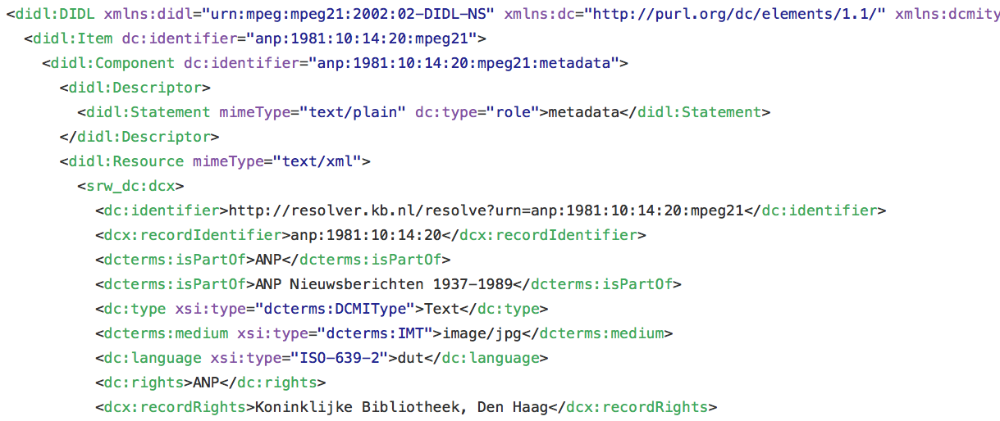 <didl:DIDL xmlns:didl="urn:mpeg:mpeg21:2002:02-DIDL-NS" xmlns:dc="http://purl.org/dc/elements/1.1/" xmlns:dcmity
<didl:Item dc:identifier="anp:1981:10:14:20:mpeg21">
<didl:Component dc:identifier="anp:1981:10:14:20:mpeg21:metadata">
<didl:Descriptor>
<didl:Statement mimeType="text/plain" dc:type="role">metadata</didl:Statement>
</didl:Descriptor>
<didl:Resource mimeType="text/xml">
<srw_dc:dcx>
<dc:identifier>http://resolver.kb.nl/resolve?urn=anp:1981:10:14:20:mpeg21</dc:identifier>
<dcx:recordIdentifier>anp:1981:10:14:20</dcx:recordIdentifier>
<dcterms:isPartOf>ANP</dcterms:isPartOf>
<dcterms:isPartOf>ANP Nieuwsberichten 1937-1989</dcterms:isPartOf>
<dc:type xsi:type="dcterms:DCMIType">Text</dc:type>
<dcterms:medium xsi:type="dcterms:IMT">image/jpg</dcterms:medium>
<dc:language xsi:type="ISO-639-2">dut</dc:language>
<dc:rights>ANP</dc:rights>
<dcx:recordRights>Koninklijke Bibliotheek, Den Haag</dcx:recordRights>